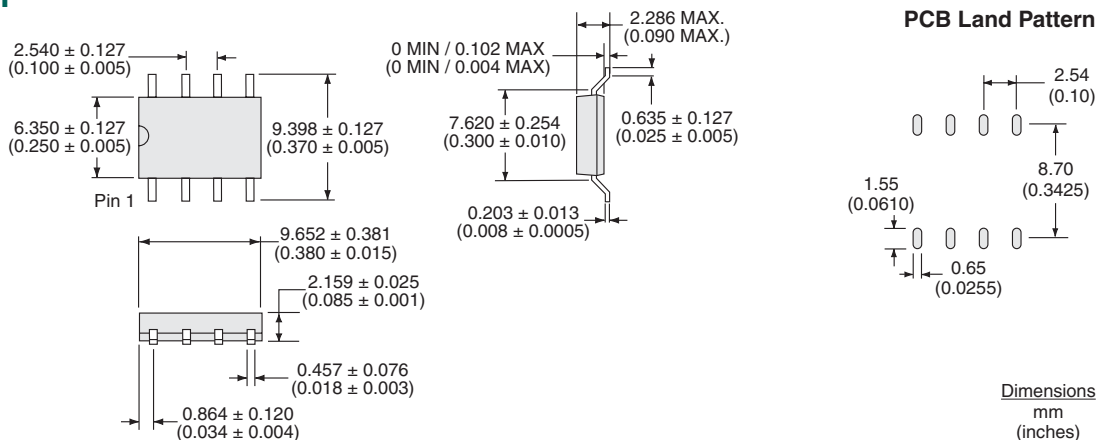 2.540 ± 0.127
(0.100 ± 0.005)
6.350 ± 0.127
(0.250 ± 0.005)
9.398 ± 0.127
(0.370 ± 0.005)
Pin 1
2.286 MAX.
(0.090 MAX.)
0 MIN / 0.102 MAX
(0 MIN / 0.004 MAX)
7.620 ± 0.254
(0.300 ± 0.010)
0.635 ± 0.127
(0.025 ± 0.005)
0.203 ± 0.013
(0.008 ± 0.0005)
9.652 ± 0.381
(0.380 ± 0.015)
2.159 ± 0.025
(0.085 ± 0.001)
0.457 ± 0.076
(0.018 ± 0.003)
0.864 ± 0.120
(0.034 ± 0.004)
PCB Land Pattern
2.54
(0.10)
8.70
(0.3425)
1.55
(0.0610)
0.65
(0.0255)
Dimensions
mm
(inches)